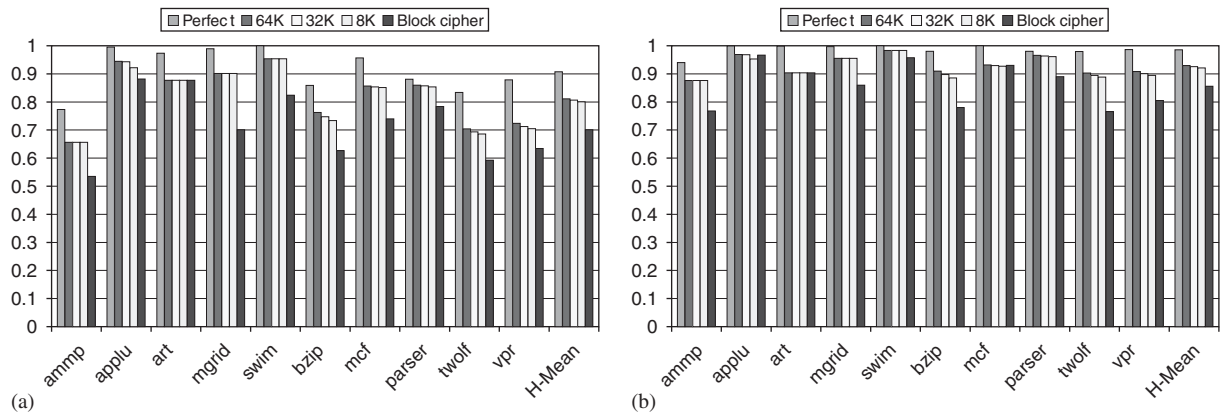 Perfect 64K 32K 8K Block cipher
1
0.9
0.8
0.7
0.6
0.5
0.4
0.3
0.2
0.1
0
ammp
applu
art
mgrid
swim
bzip
mcf
parser
twolf
vpr
H-Mean
(a)
Perfect 64K 32K 8K Block cipher
1
0.9
0.8
0.7
0.6
0.5
0.4
0.3
0.2
0.1
0
ammp
applu
art
mgrid
swim
bzip
mcf
parser
twolf
vpr
H-Mean
(b)